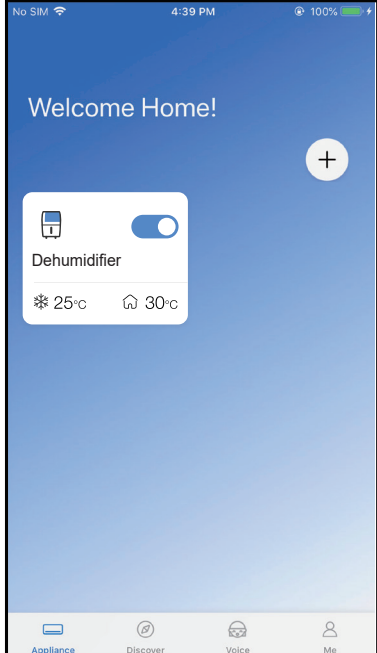 No SIM 4:39 PM 100%
Welcome Home!
+
Dehumidifier
25°C 30°C
Appliance Discover Voice Me